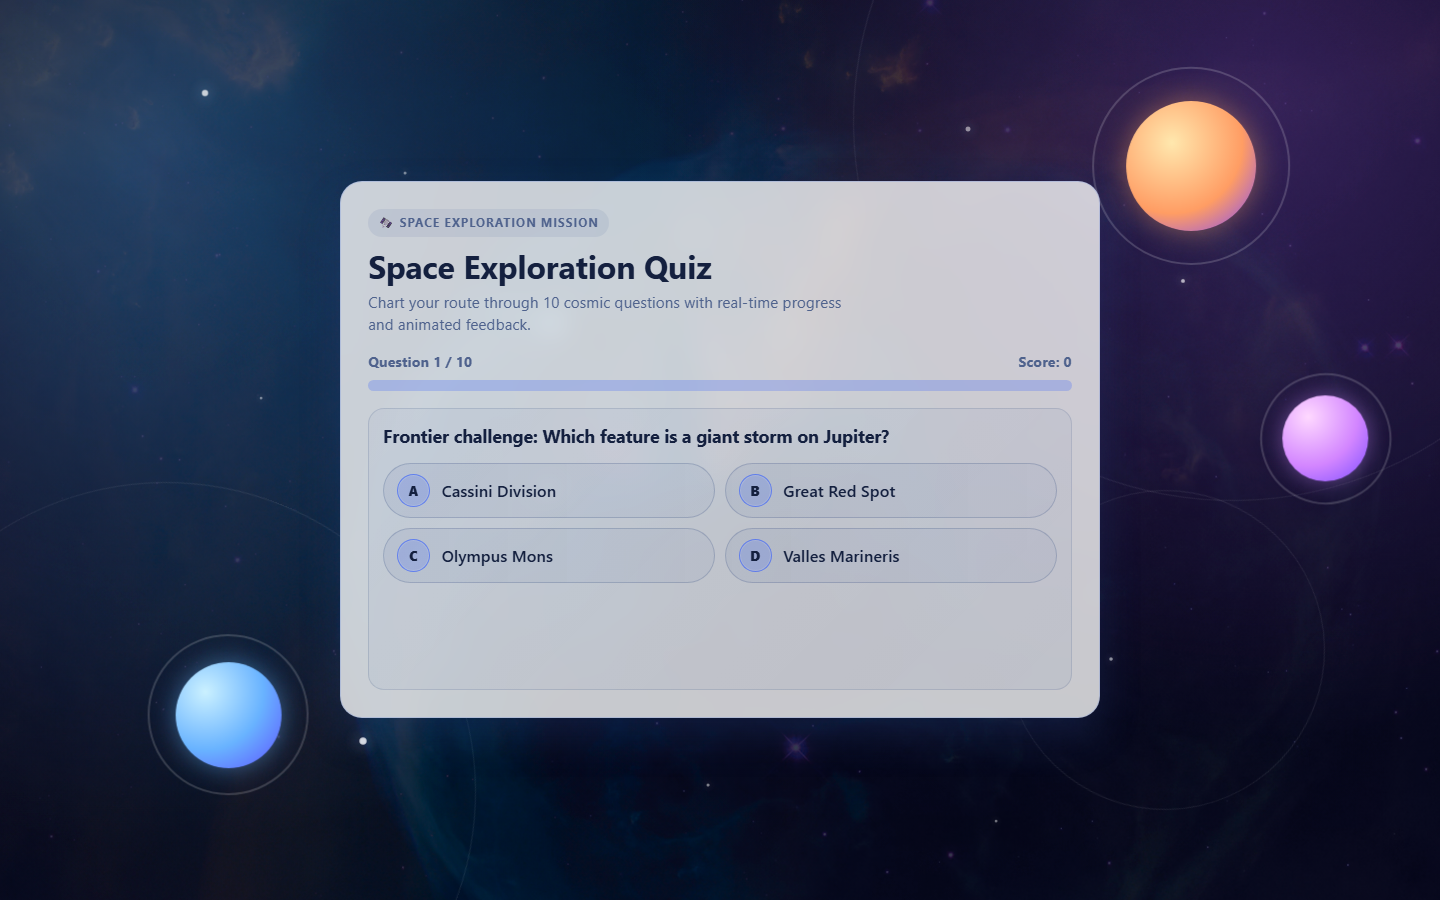 SPACE EXPLORATION MISSION
Space Exploration Quiz
Chart your route through 10 cosmic questions with real-time progress
and animated feedback.
Question 1 / 10
Score: 0
Frontier challenge: Which feature is a giant storm on Jupiter?
A Cassini Division
B Great Red Spot
C Olympus Mons
D Valles Marineris